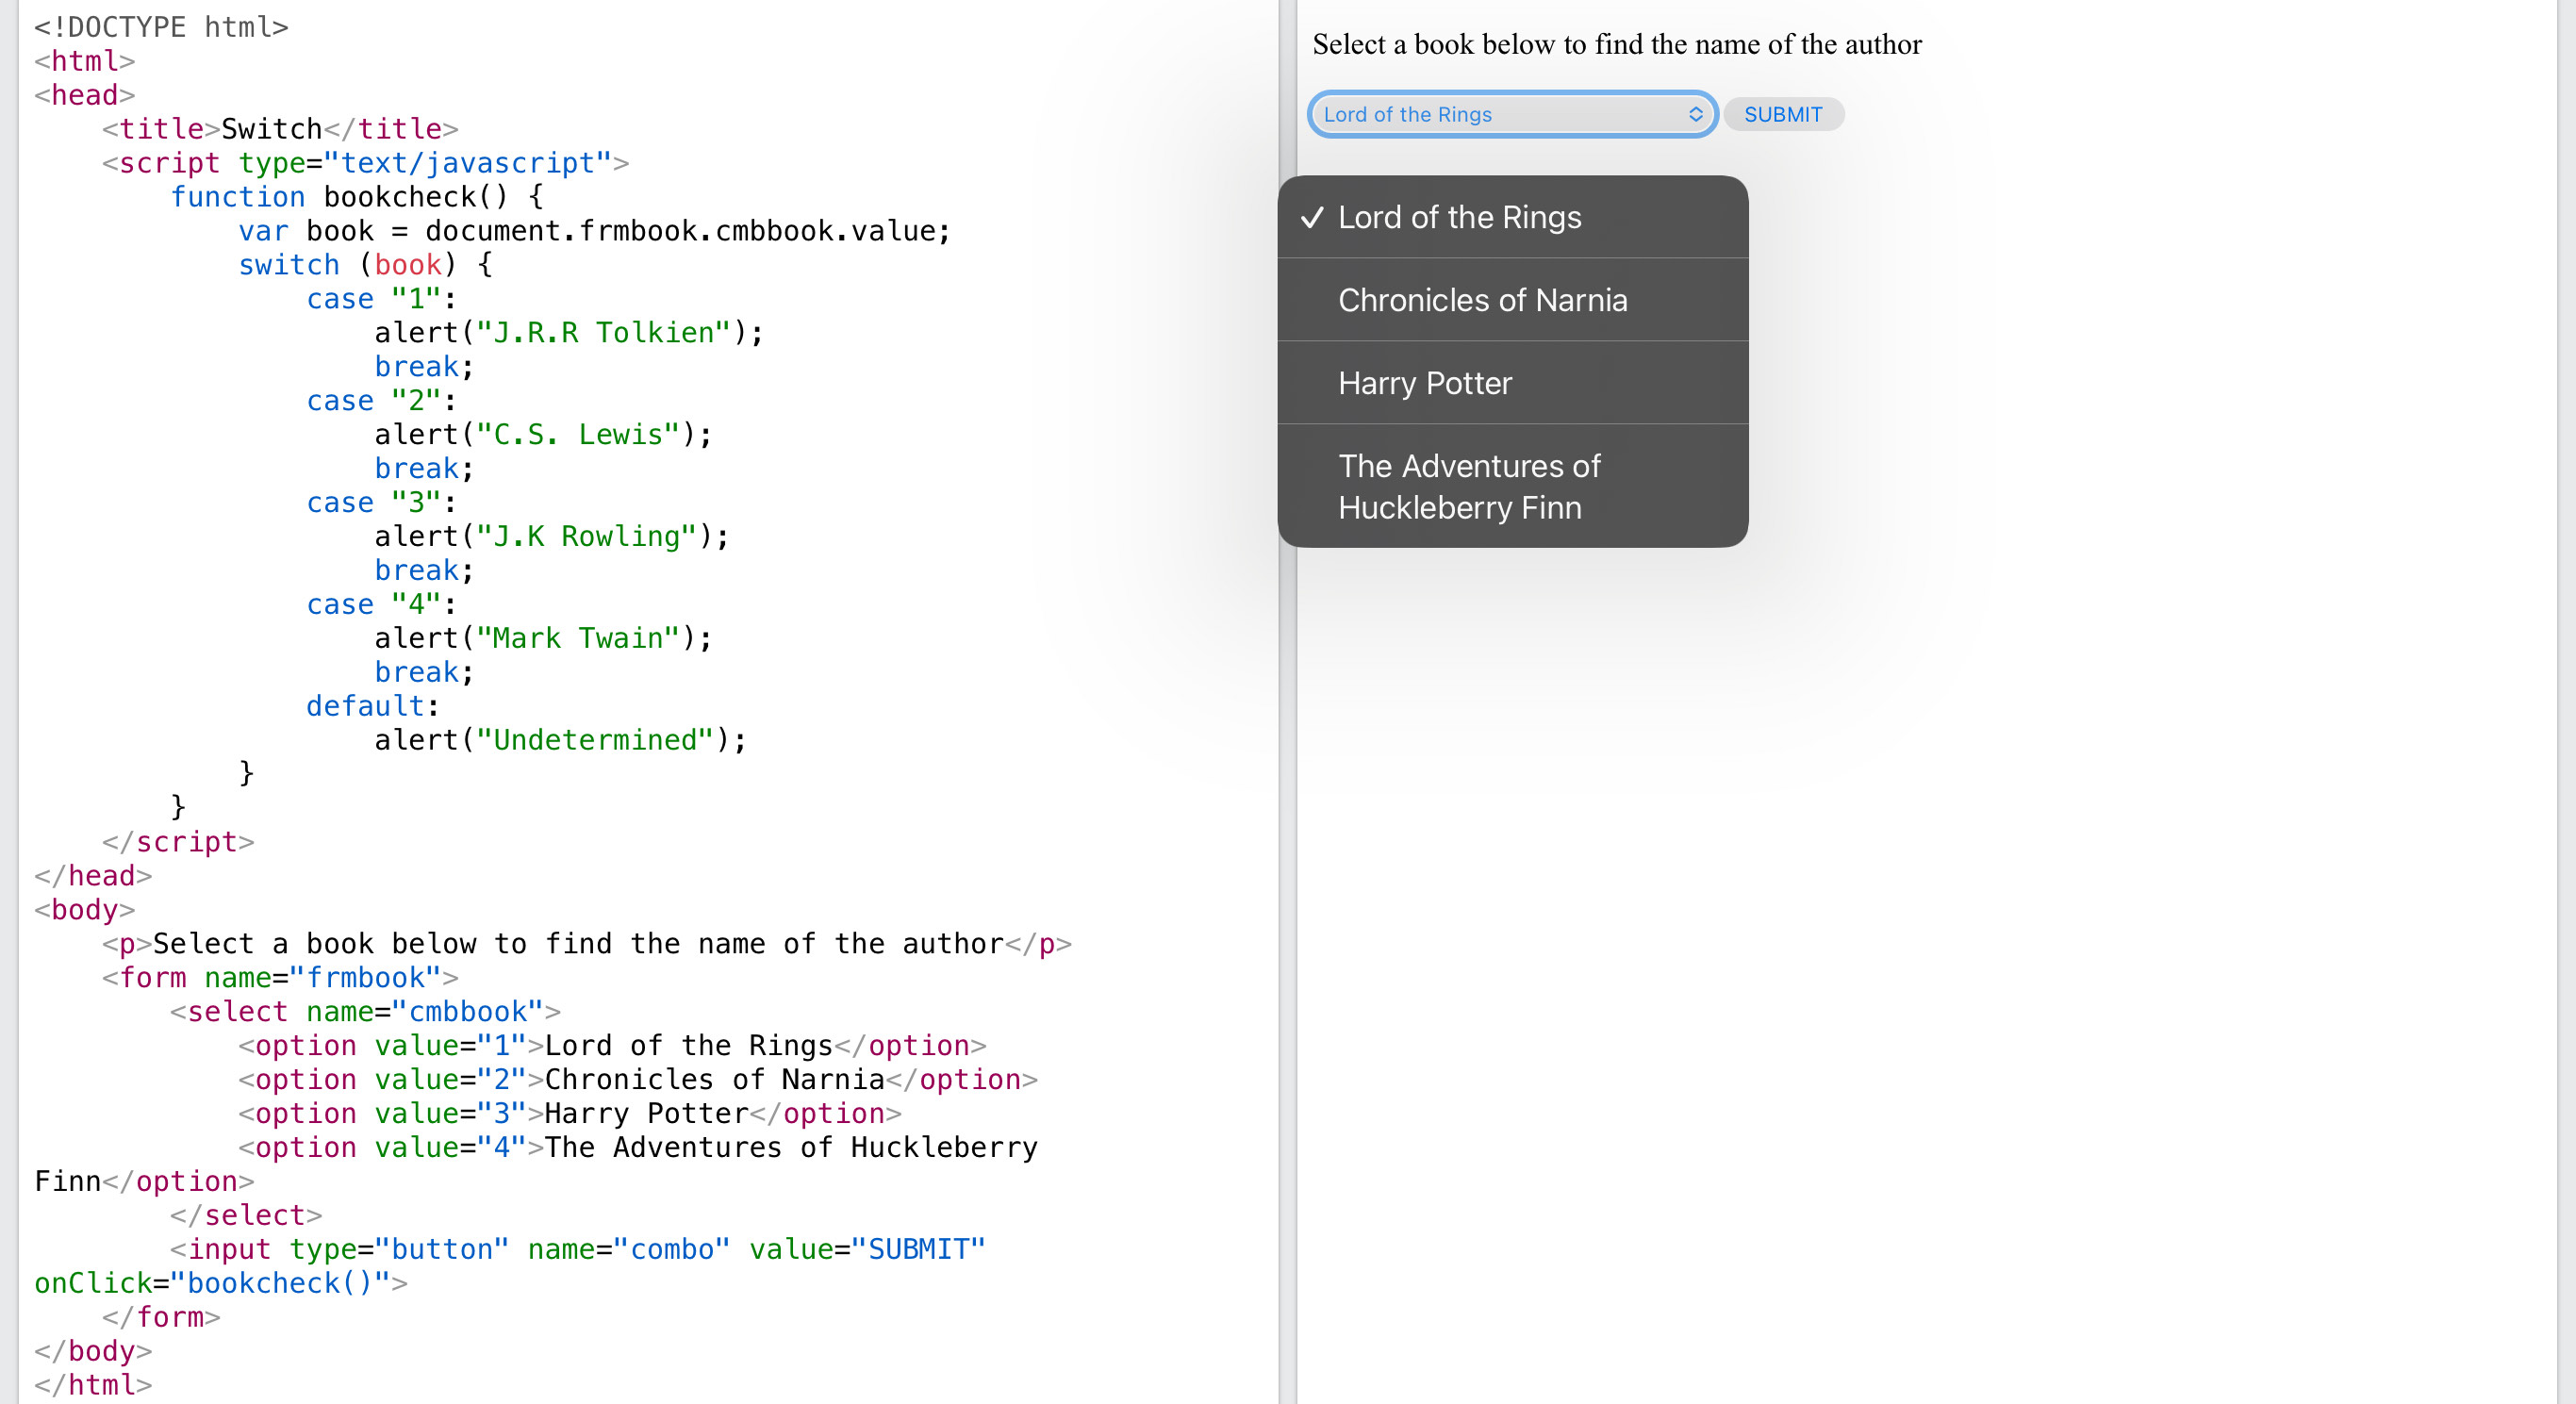 <!DOCTYPE html>
<html>
<head>
    <title>Switch</title>
    <script type="text/javascript">
        function bookcheck() {
            var book = document.frmbook.cmbbook.value;
            switch (book) {
                case "1":
                    alert("J.R.R Tolkien");
                    break;
                case "2":
                    alert("C.S. Lewis");
                    break;
                case "3":
                    alert("J.K Rowling");
                    break;
                case "4":
                    alert("Mark Twain");
                    break;
                default:
                    alert("Undetermined");
            }
        }
    </script>
</head>
<body>
    <p>Select a book below to find the name of the author</p>
    <form name="frmbook">
        <select name="cmbbook">
            <option value="1">Lord of the Rings</option>
            <option value="2">Chronicles of Narnia</option>
            <option value="3">Harry Potter</option>
            <option value="4">The Adventures of Huckleberry
Finn</option>
        </select>
        <input type="button" name="combo" value="SUBMIT"
onClick="bookcheck()">
    </form>
</body>
</html>
Select a book below to find the name of the author
Lord of the Rings SUBMIT
✓ Lord of the Rings
Chronicles of Narnia
Harry Potter
The Adventures of
Huckleberry Finn